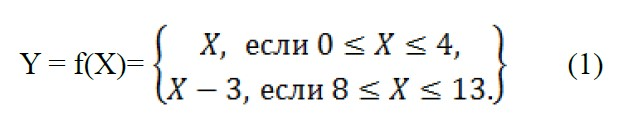 X, если 0 ≤ X ≤ 4,
Y = f(X)= { } (1)
X − 3, если 8 ≤ X ≤ 13.